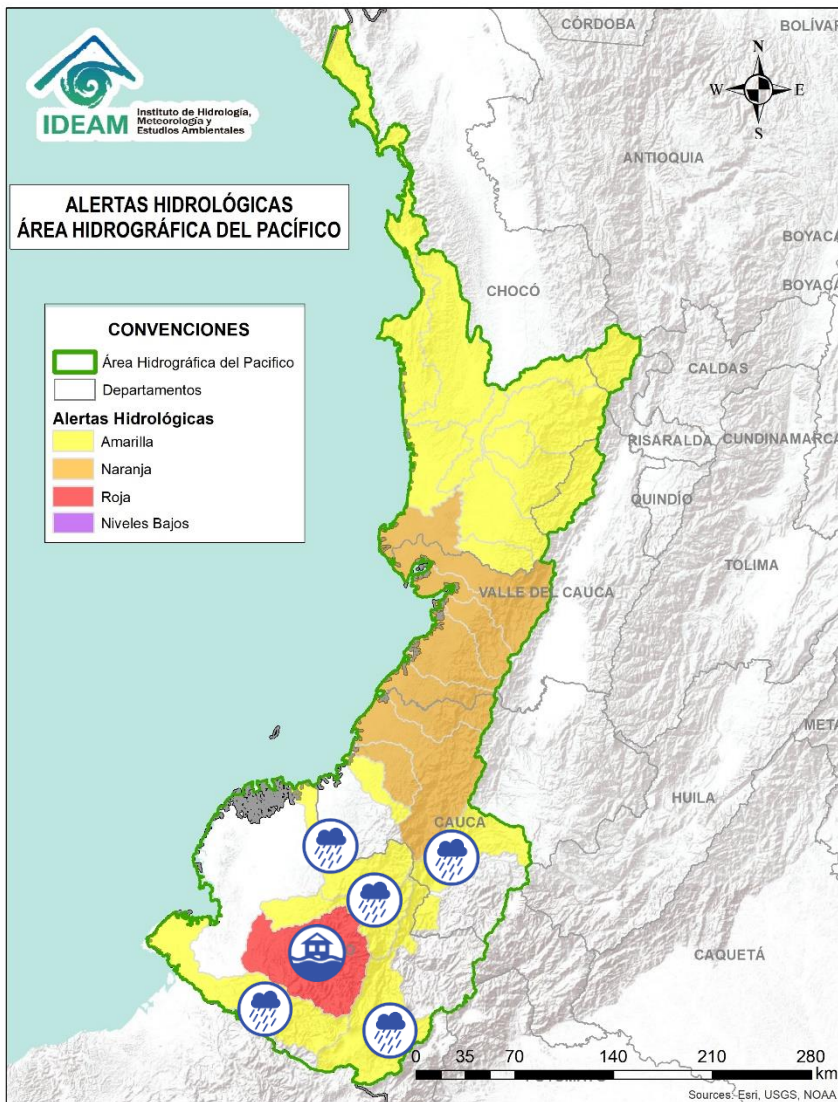 IDEAM
Instituto de Hidrología,
Meteorología y
Estudios Ambientales
ALERTAS HIDROLÓGICAS
ÁREA HIDROGRÁFICA DEL PACÍFICO
CONVENCIONES
Área Hidrográfica del Pacifico
Departamentos
Alertas Hidrológicas
Amarilla
Naranja
Roja
Niveles Bajos
N
W E
S
CÓRDOBA
BOLÍVAR
ANTIOQUIA
BOYACÁ
BOYACÁ
CHOCÓ
CALDAS
RISARALDA
CUNDINAMARCA
QUINDÍO
TOLIMA
VALLE DEL CAUCA
META
HUILA
CAUCA
CAQUETÁ
0 35 70 140 210 280
km
Sources: Esri, USGS, NOAA